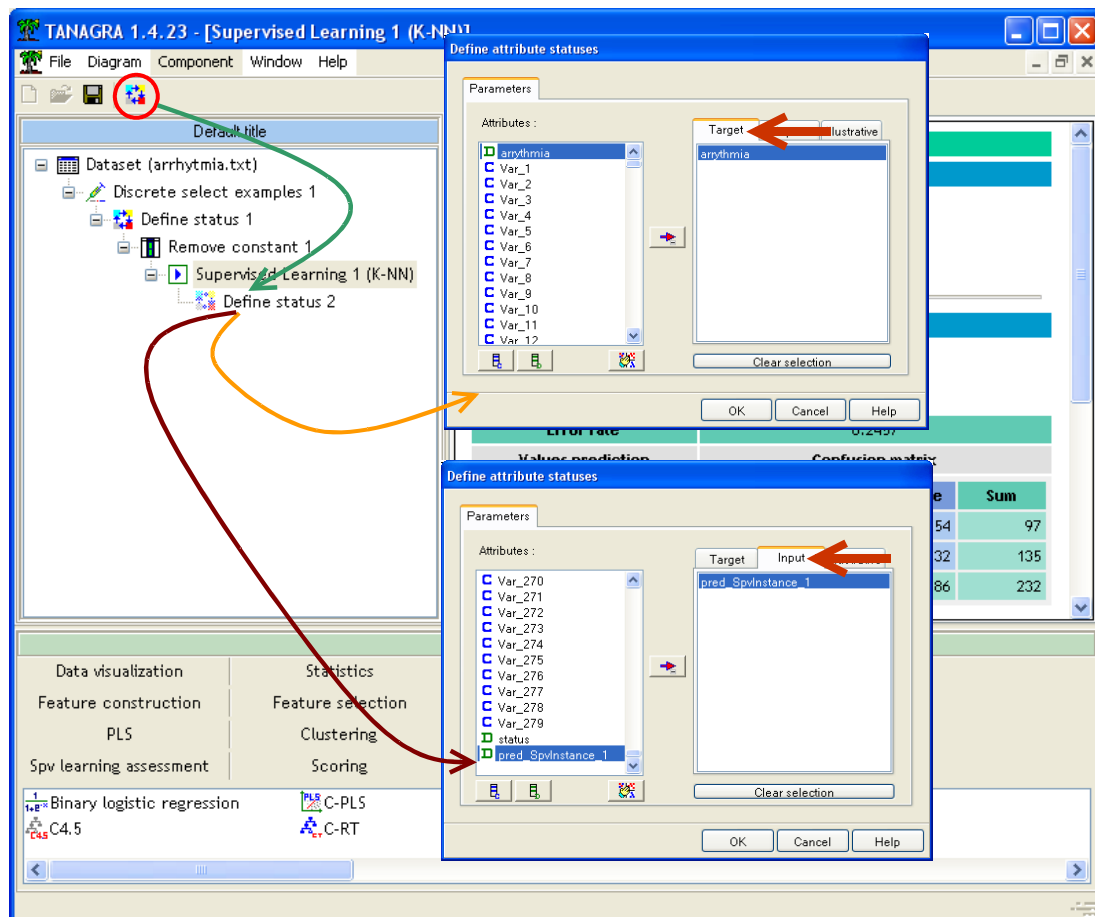 TANAGRA 1.4.23 - [Supervised Learning 1 (K-NN)]
File Diagram Component Window Help
Default title
Dataset (arrhytmia.txt)
Discrete select examples 1
Define status 1
Remove constant 1
Supervised Learning 1 (K-NN)
Define status 2
Define attribute statuses
Parameters
Attributes :
Target Illustrative
arrythmia
Var_1
Var_2
Var_3
Var_4
Var_5
Var_6
Var_7
Var_8
Var_9
Var_10
Var_11
Var_12
arrythmia
Clear selection
OK Cancel Help
Error rate
Values prediction Confusion matrix
Sum
54 97
32 135
86 232
Define attribute statuses
Parameters
Attributes :
Target Input
Var_270
Var_271
Var_272
Var_273
Var_274
Var_275
Var_276
Var_277
Var_278
Var_279
status
pred_SpvInstance_1
pred_SpvInstance_1
Clear selection
OK Cancel Help
Data visualization Statistics
Feature construction Feature selection
PLS Clustering
Spv learning assessment Scoring
Binary logistic regression C-PLS
C4.5 C-RT